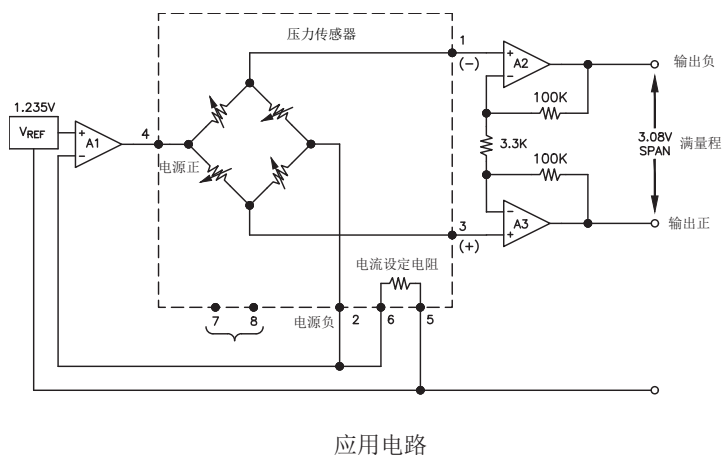 压力传感器
1
(-)
+
A2
-
输出负
100K
1.235V
VREF
+
A1
-
4
电源正
3.3K
3.08V
SPAN
满量程
100K
-
A3
+
3
(+)
输出正
电流设定电阻
7
8
电源负
2
6
5
应用电路